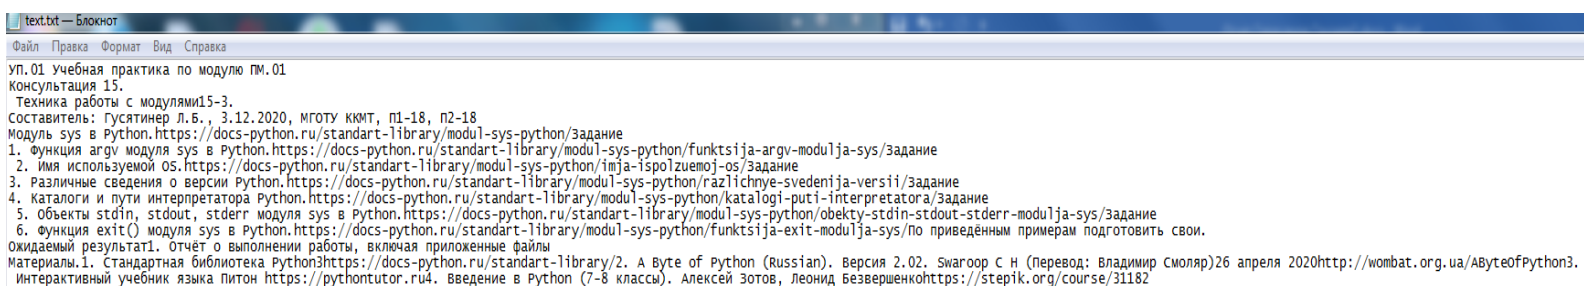 text.txt — Блокнот
Файл Правка Формат Вид Справка
УП.01 Учебная практика по модулю ПМ.01
Консультация 15.
Техника работы с модулями15-3.
Составитель: Гусятинер Л.Б., 3.12.2020, МГОТУ ККМТ, П1-18, П2-18
Модуль sys в Python.https://docs-python.ru/standart-library/modul-sys-python/Задание
1. Функция argv модуля sys в Python.https://docs-python.ru/standart-library/modul-sys-python/funktsija-argv-modulja-sys/Задание
2. Имя используемой OS.https://docs-python.ru/standart-library/modul-sys-python/imja-ispolzuemoj-os/Задание
3. Различные сведения о версии Python.https://docs-python.ru/standart-library/modul-sys-python/razlichnye-svedenija-versii/Задание
4. Каталоги и пути интерпретатора Python.https://docs-python.ru/standart-library/modul-sys-python/katalogi-puti-interpretatora/Задание
5. Объекты stdin, stdout, stderr модуля sys в Python.https://docs-python.ru/standart-library/modul-sys-python/obekty-stdin-stdout-stderr-modulja-sys/Задание
6. Функция exit() модуля sys в Python.https://docs-python.ru/standart-library/modul-sys-python/funktsija-exit-modulja-sys/По приведённым примерам подготовить свои.
Ожидаемый результат1. Отчёт о выполнении работы, включая приложенные файлы
Материалы.1. Стандартная библиотека Python3https://docs-python.ru/standart-library/2. A Byte of Python (Russian). Версия 2.02. Swaroop C H (Перевод: Владимир Смоляр)26 апреля 2020http://wombat.org.ua/AByteOfPython3.
Интерактивный учебник языка Питон https://pythontutor.ru4. Введение в Python (7-8 классы). Алексей Зотов, Леонид Безвершенкоhttps://stepik.org/course/31182